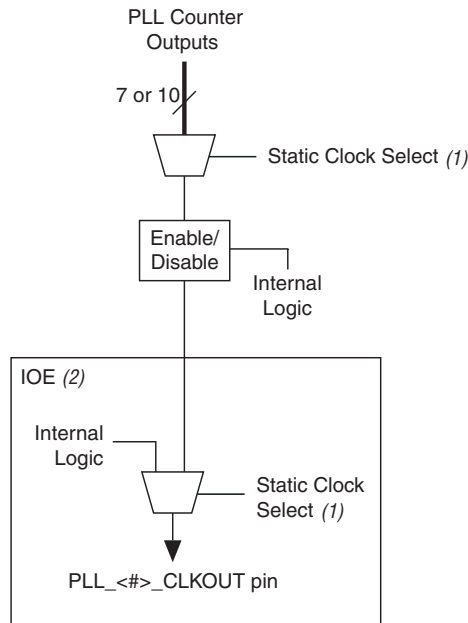 PLL Counter
Outputs
7 or 10
Static Clock Select (1)
Enable/
Disable
Internal
Logic
IOE (2)
Internal
Logic
Static Clock
Select (1)
PLL_<#>_CLKOUT pin